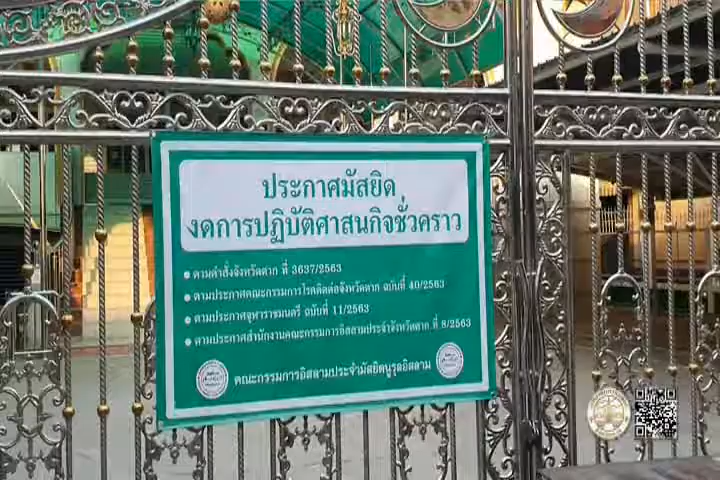 ประกาศมัสยิด
งดการปฏิบัติศาสนกิจชั่วคราว
ตามคำสั่งจังหวัดตาก ที่ 3637/2563
ตามประกาศคณะกรรมการโรคติดต่อจังหวัดตาก ฉบับที่ 40/2563
ตามประกาศจุฬาราชมนตรี ฉบับที่ 11/2563
ตามประกาศสำนักงานคณะกรรมการอิสลามประจำจังหวัดตาก ที่ 8/2563
คณะกรรมการอิสลามประจำมัสยิดนูรุลอิสลาม